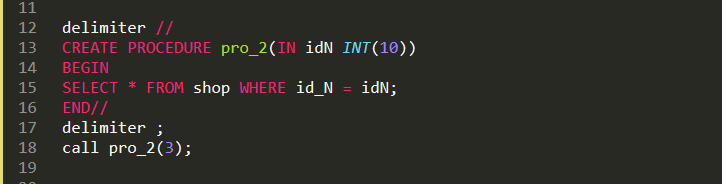 11
12 delimiter //
13 CREATE PROCEDURE pro_2(IN idN INT(10))
14 BEGIN
15 SELECT * FROM shop WHERE id_N = idN;
16 END//
17 delimiter ;
18 call pro_2(3);
19